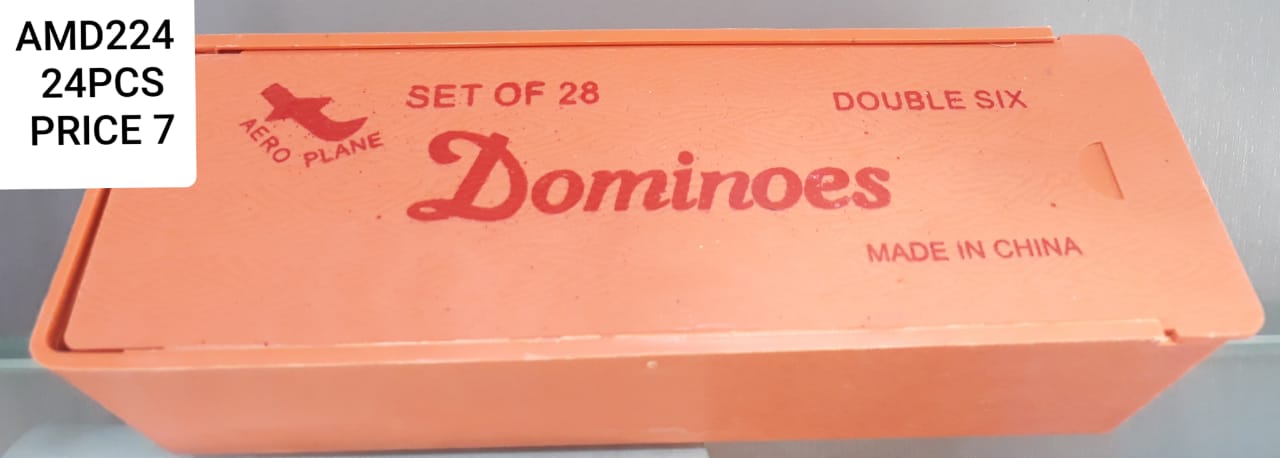 AMD224
24PCS
PRICE 7
AERO PLANE
SET OF 28
DOUBLE SIX
Dominoes
MADE IN CHINA